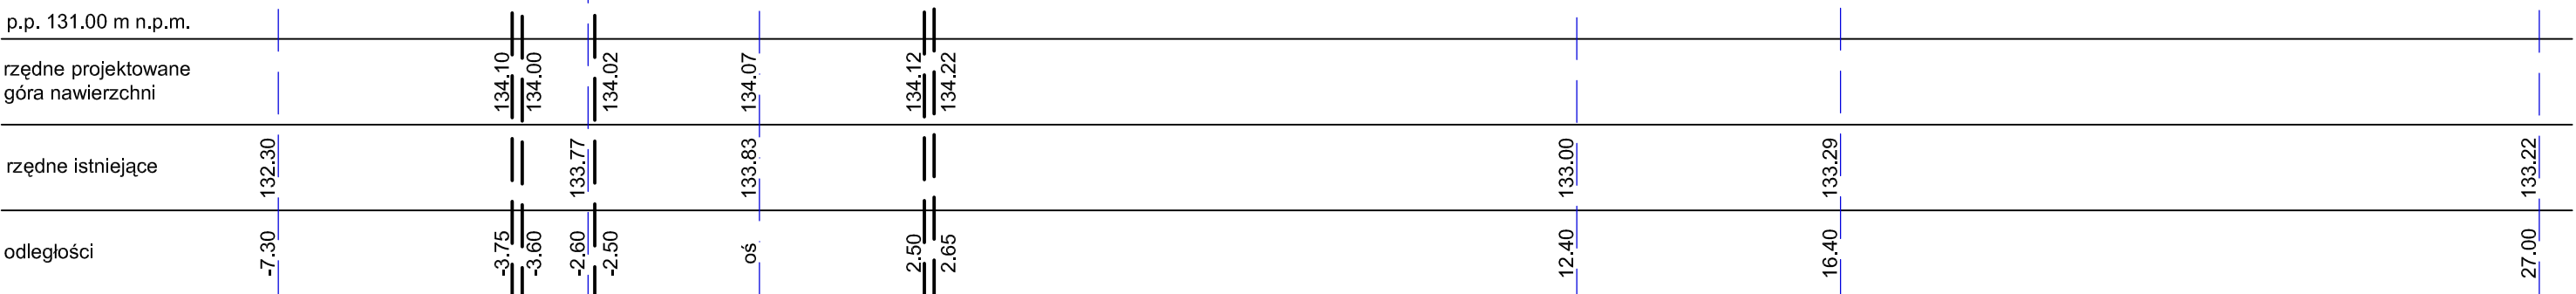 p.p. 131.00 m n.p.m.
rzędne projektowane
góra nawierzchni
134.10 134.00 134.02 134.07 134.12 134.22
rzędne istniejące
132.30 133.77 133.83 133.00 133.29 133.22
odległości
-7.30 -3.75 -3.60 -2.60 -2.50 oś 2.50 2.65 12.40 16.40 27.00